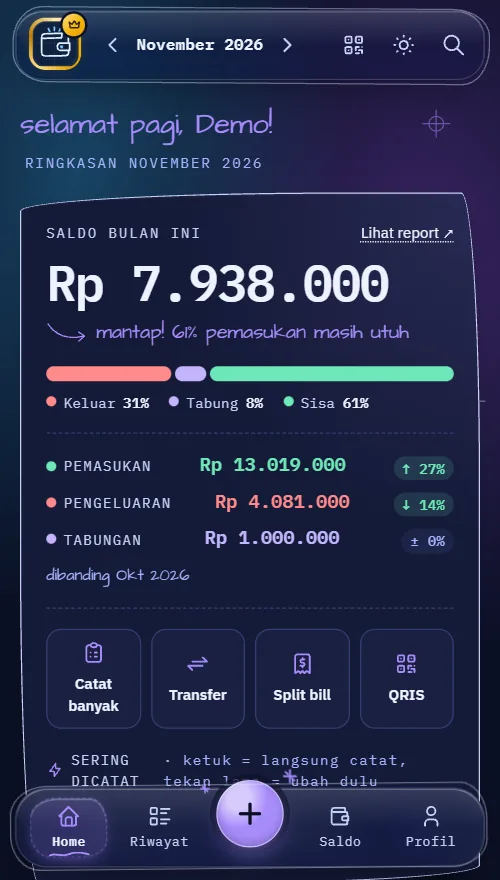 November 2026
selamat pagi, Demo!
RINGKASAN NOVEMBER 2026
SALDO BULAN INI
Lihat report ↗
Rp 7.938.000
mantap! 61% pemasukan masih utuh
Keluar 31% Tabung 8% Sisa 61%
PEMASUKAN Rp 13.019.000 ↑ 27%
PENGELUARAN Rp 4.081.000 ↓ 14%
TABUNGAN Rp 1.000.000 ± 0%
dibanding Okt 2026
Catat banyak
Transfer
Split bill
QRIS
SERING DICATAT
· ketuk = langsung catat,
tekan = ubah dulu
Home
Riwayat
Saldo
Profil